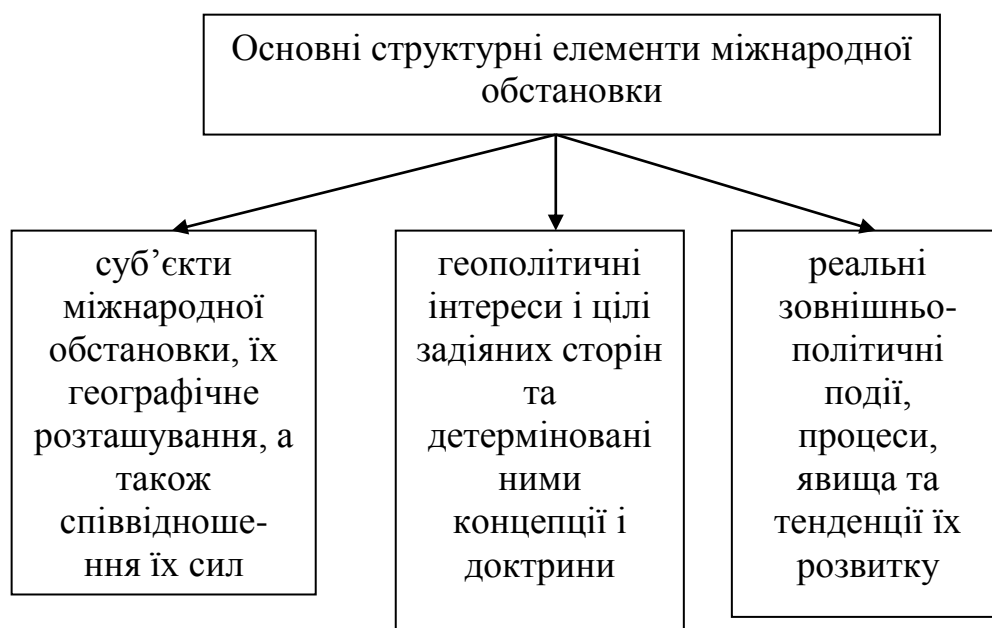 Основні структурні елементи міжнародної
обстановки
суб’єкти
міжнародної
обстановки, їх
географічне
розташування, а
також
співвідноше-
ння їх сил
геополітичні
інтереси і цілі
задіяних сторін
та
детерміновані
ними
концепції і
доктрини
реальні
зовнішньо-
політичні
події,
процеси,
явища та
тенденції їх
розвитку